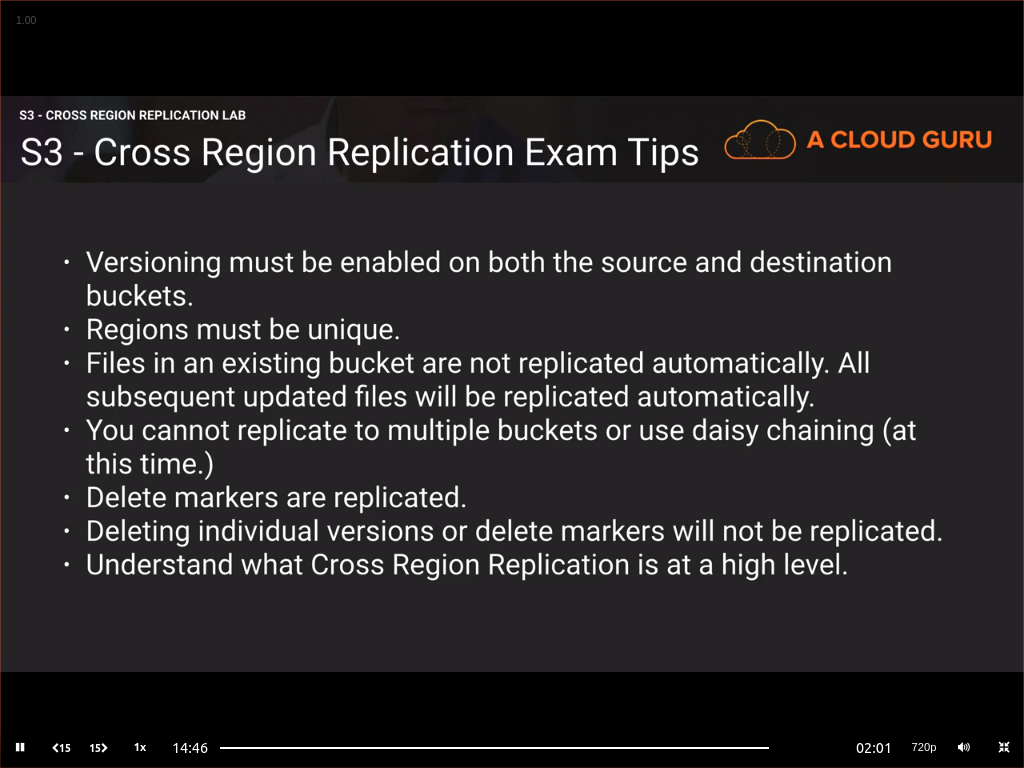 1.00
S3 - CROSS REGION REPLICATION LAB
S3 - Cross Region Replication Exam Tips
A CLOUD GURU
· Versioning must be enabled on both the source and destination
buckets.
· Regions must be unique.
· Files in an existing bucket are not replicated automatically. All
subsequent updated files will be replicated automatically.
· You cannot replicate to multiple buckets or use daisy chaining (at
this time.)
· Delete markers are replicated.
· Deleting individual versions or delete markers will not be replicated.
· Understand what Cross Region Replication is at a high level.
15 15 1x 14:46 02:01 720p